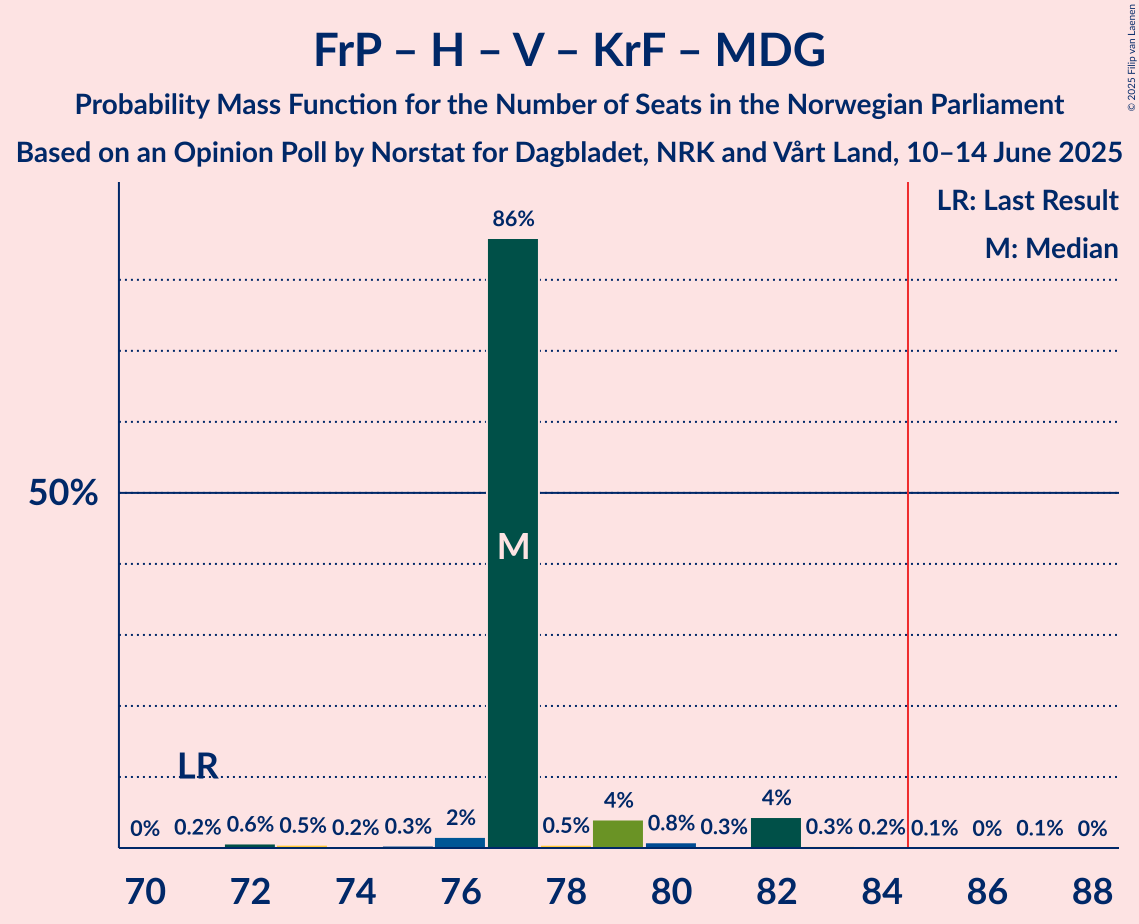 FrP – H – V – KrF – MDG
Probability Mass Function for the Number of Seats in the Norwegian Parliament
Based on an Opinion Poll by Norstat for Dagbladet, NRK and Vårt Land, 10–14 June 2025
© 2025 Filip van Laenen
LR: Last Result
M: Median
86%
50%
M
LR
0% 0.2% 0.6% 0.5% 0.2% 0.3% 2% 0.5% 4% 0.8% 0.3% 4% 0.3% 0.2% 0.1% 0% 0.1% 0%
70 72 74 76 78 80 82 84 86 88